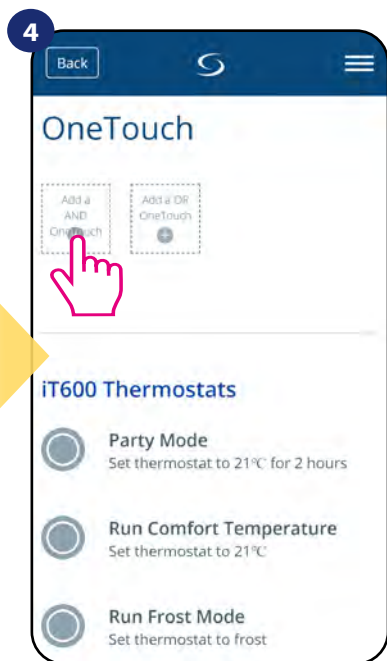 4
Back
OneTouch
Add a
AND
OneTouch
Add a OR
OneTouch
iT600 Thermostats
Party Mode
Set thermostat to 21°C for 2 hours
Run Comfort Temperature
Set thermostat to 21°C
Run Frost Mode
Set thermostat to frost